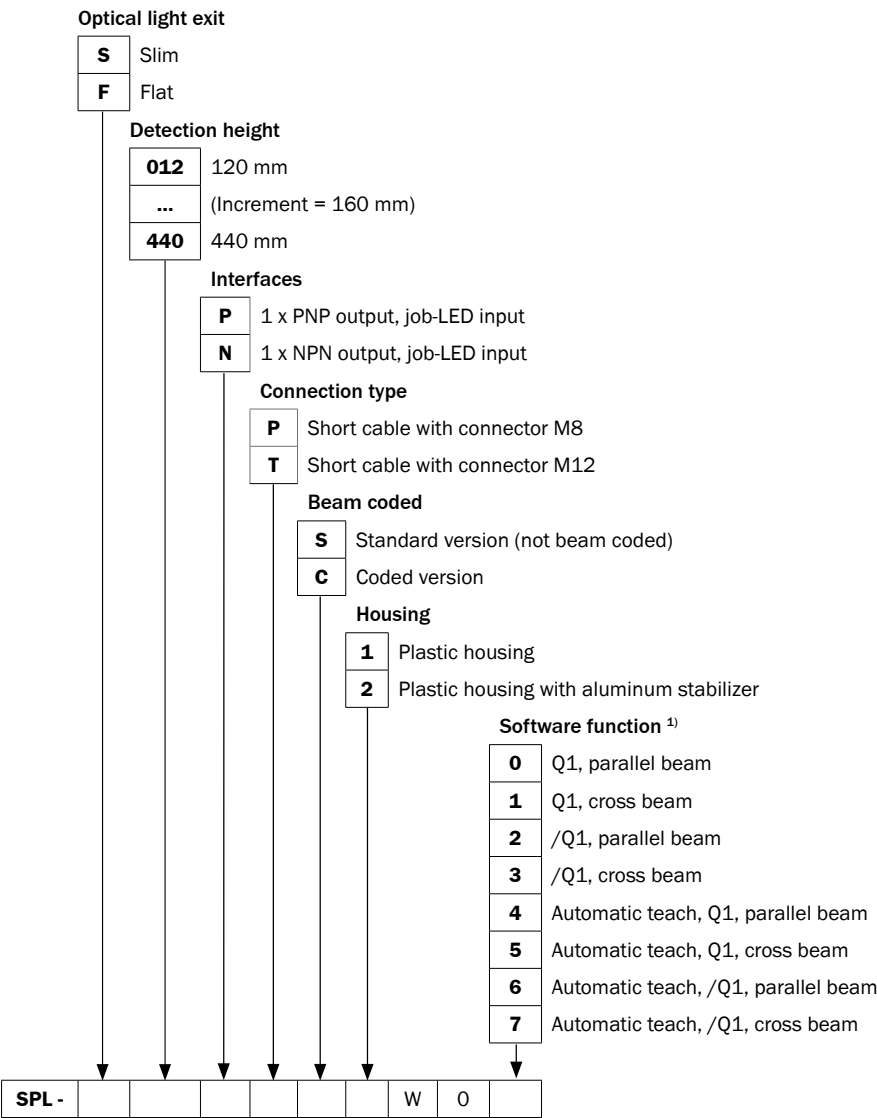 Optical light exit
S Slim
F Flat
Detection height
012 120 mm
... (Increment = 160 mm)
440 440 mm
Interfaces
P 1 x PNP output, job-LED input
N 1 x NPN output, job-LED input
Connection type
P Short cable with connector M8
T Short cable with connector M12
Beam coded
S Standard version (not beam coded)
C Coded version
Housing
1 Plastic housing
2 Plastic housing with aluminum stabilizer
Software function 1)
0 Q1, parallel beam
1 Q1, cross beam
2 /Q1, parallel beam
3 /Q1, cross beam
4 Automatic teach, Q1, parallel beam
5 Automatic teach, Q1, cross beam
6 Automatic teach, /Q1, parallel beam
7 Automatic teach, /Q1, cross beam
SPL - W 0